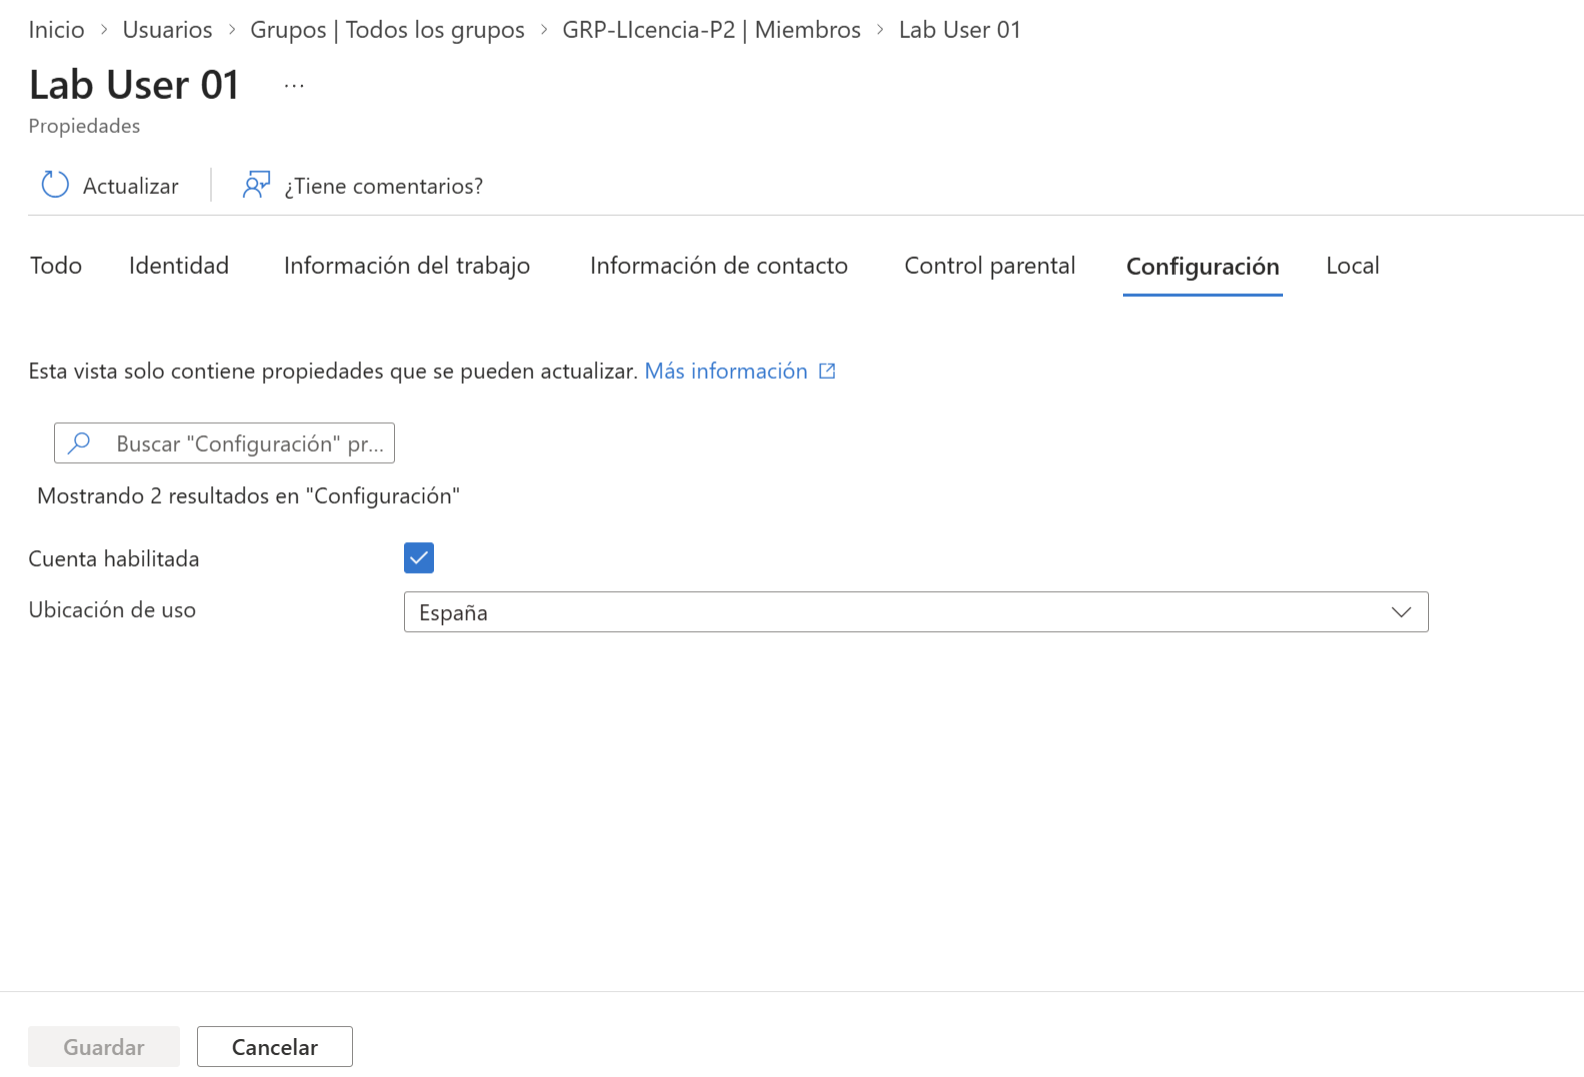 Inicio > Usuarios > Grupos | Todos los grupos > GRP-LIcencia-P2 | Miembros > Lab User 01
Lab User 01 ...
Propiedades
Actualizar ¿Tiene comentarios?
Todo Identidad Información del trabajo Información de contacto Control parental Configuración Local
Esta vista solo contiene propiedades que se pueden actualizar. Más información
Buscar "Configuración" pr...
Mostrando 2 resultados en "Configuración"
Cuenta habilitada
Ubicación de uso España
Guardar Cancelar